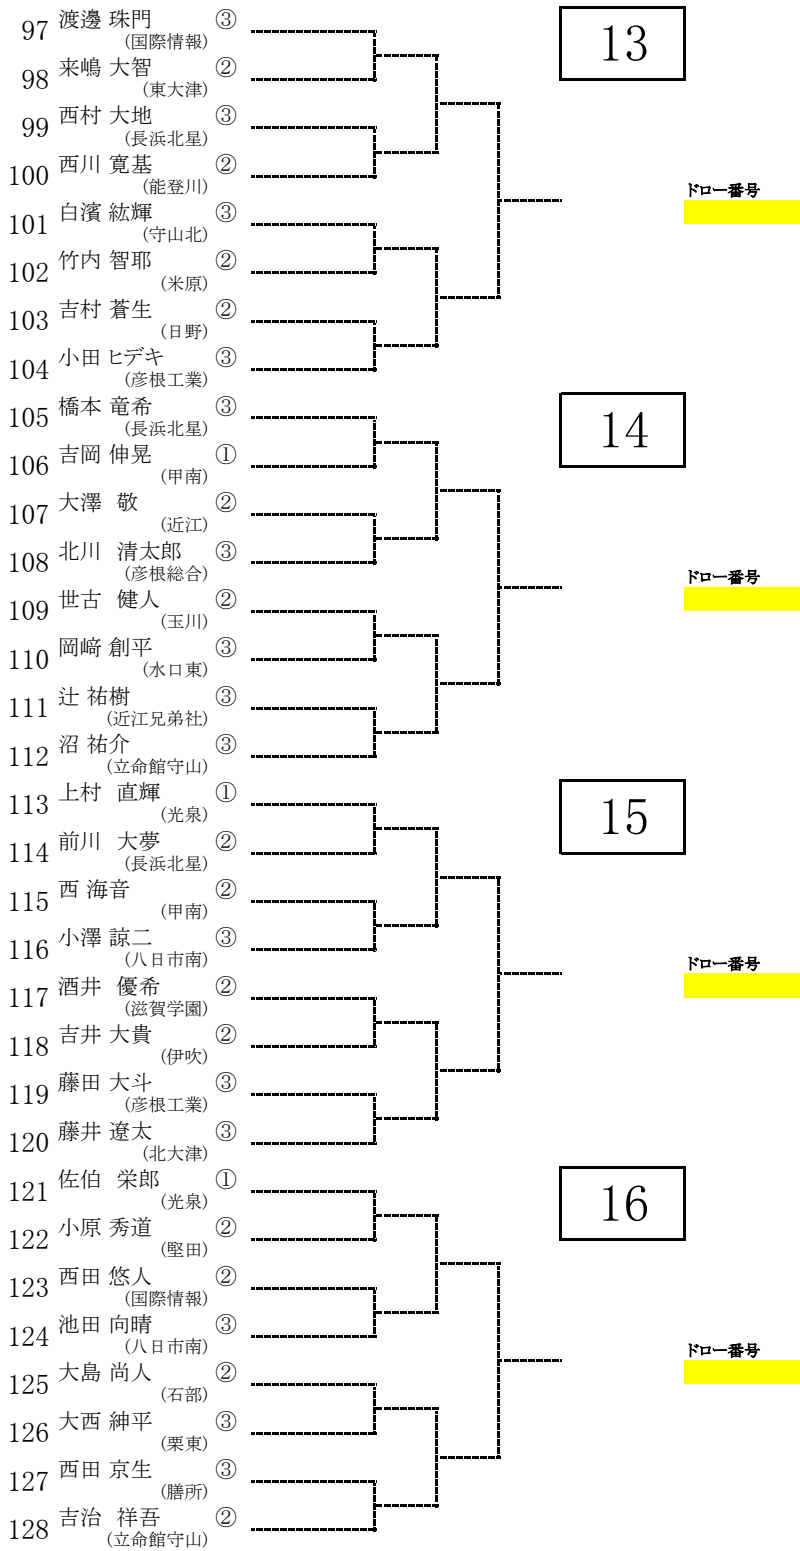 97 渡邊 珠門 ③
(国際情報)
13
98 来嶋 大智 ②
(東大津)
99 西村 大地 ③
(長浜北星)
100 西川 寛基 ②
(能登川)
ドロー番号
101 白濱 紘輝 ③
(守山北)
102 竹内 智耶 ②
(米原)
103 吉村 蒼生 ②
(日野)
104 小田 ヒデキ ③
(彦根工業)
105 橋本 竜希 ③
(長浜北星)
14
106 吉岡 伸晃 ①
(甲南)
107 大澤 敬 ②
(近江)
108 北川 清太郎 ③
(彦根総合)
ドロー番号
109 世古 健人 ②
(玉川)
110 岡﨑 創平 ③
(水口東)
111 辻 祐樹 ③
(近江兄弟社)
112 沼 祐介 ③
(立命館守山)
113 上村 直輝 ①
(光泉)
15
114 前川 大夢 ②
(長浜北星)
115 西 海音 ②
(甲南)
116 小澤 諒二 ③
(八日市南)
ドロー番号
117 酒井 優希 ②
(滋賀学園)
118 吉井 大貴 ②
(伊吹)
119 藤田 大斗 ③
(彦根工業)
120 藤井 遼太 ③
(北大津)
121 佐伯 栄郎 ①
(光泉)
16
122 小原 秀道 ②
(堅田)
123 西田 悠人 ②
(国際情報)
124 池田 向晴 ③
(八日市南)
ドロー番号
125 大島 尚人 ②
(石部)
126 大西 紳平 ③
(栗東)
127 西田 京生 ③
(膳所)
128 吉治 祥吾 ②
(立命館守山)